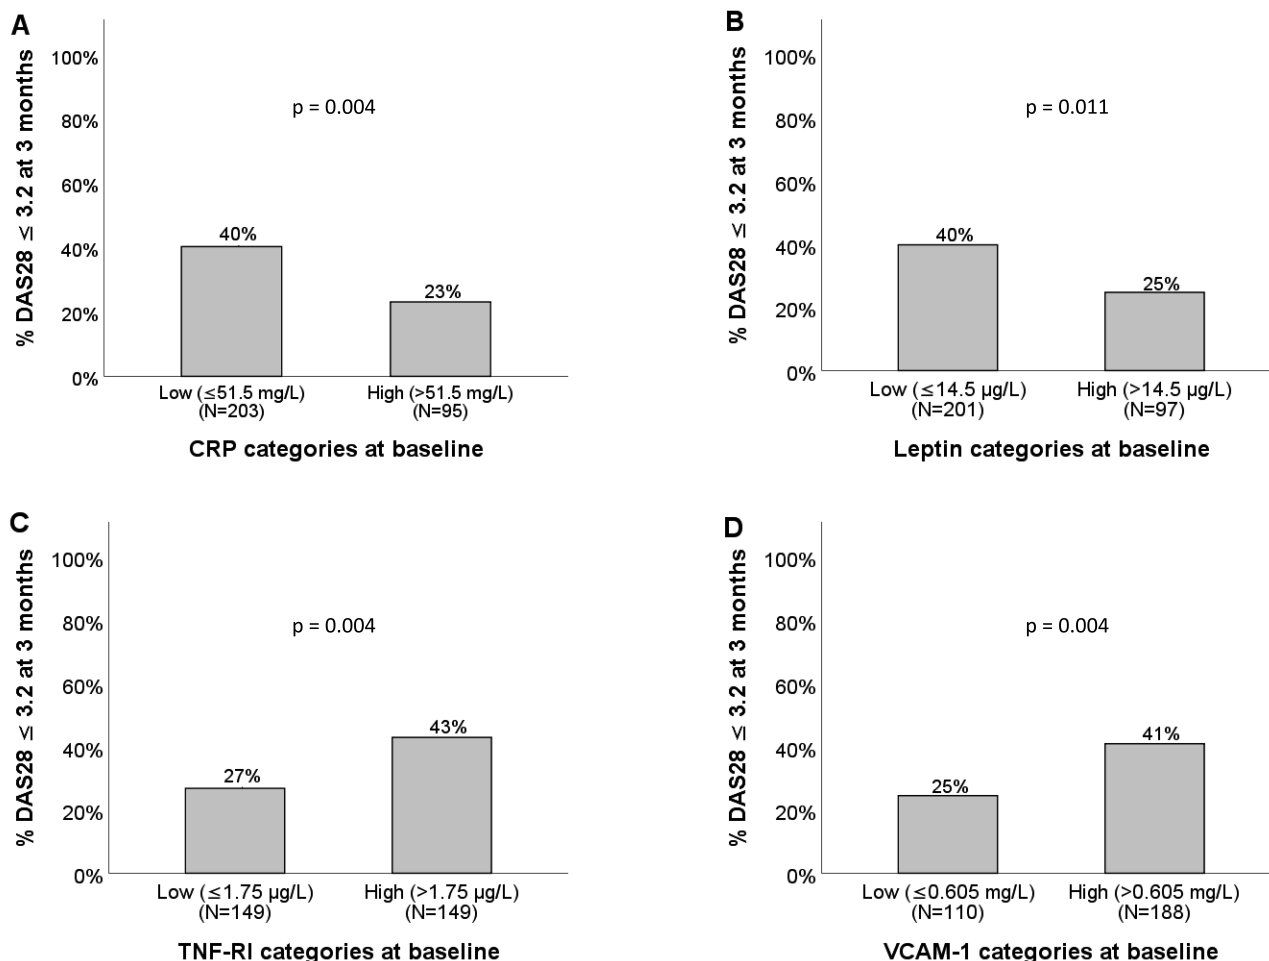 A
% DAS28 ≤ 3.2 at 3 months
100%
80%
60%
40%
20%
0%
p = 0.004
40%
23%
Low (≤51.5 mg/L)
(N=203)
High (>51.5 mg/L)
(N=95)
CRP categories at baseline
B
% DAS28 ≤ 3.2 at 3 months
100%
80%
60%
40%
20%
0%
p = 0.011
40%
25%
Low (≤14.5 µg/L)
(N=201)
High (>14.5 µg/L)
(N=97)
Leptin categories at baseline
C
% DAS28 ≤ 3.2 at 3 months
100%
80%
60%
40%
20%
0%
p = 0.004
27%
43%
Low (≤1.75 µg/L)
(N=149)
High (>1.75 µg/L)
(N=149)
TNF-RI categories at baseline
D
% DAS28 ≤ 3.2 at 3 months
100%
80%
60%
40%
20%
0%
p = 0.004
25%
41%
Low (≤0.605 mg/L)
(N=110)
High (>0.605 mg/L)
(N=188)
VCAM-1 categories at baseline